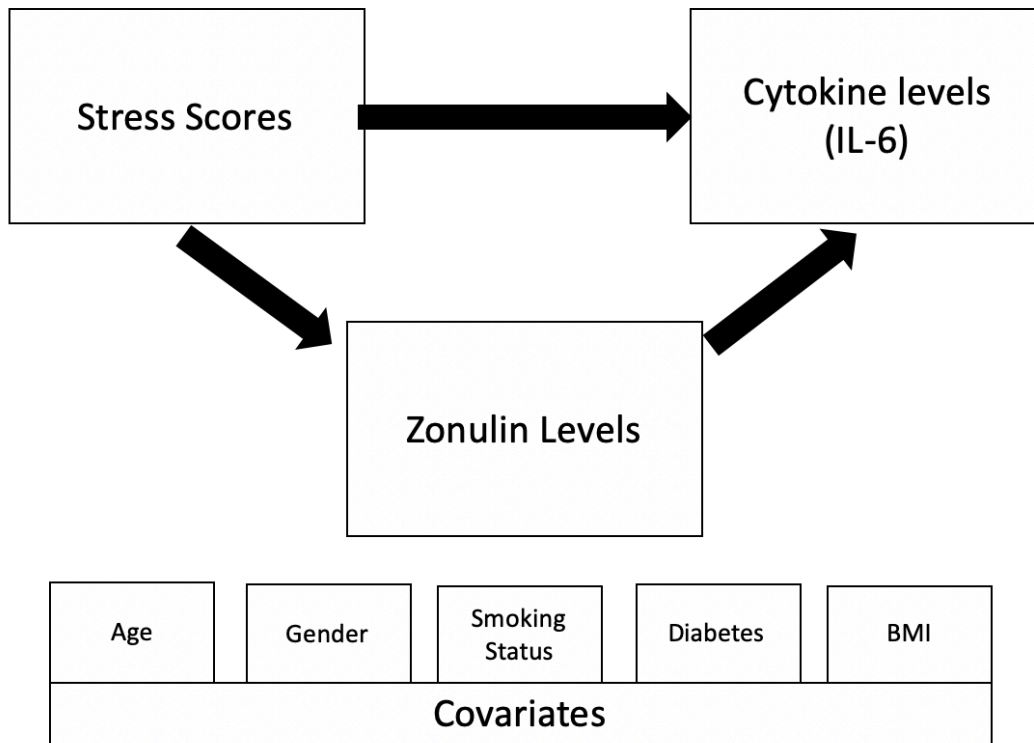 Stress Scores
Cytokine levels
(IL-6)
Zonulin Levels
Age
Gender
Smoking
Status
Diabetes
BMI
Covariates